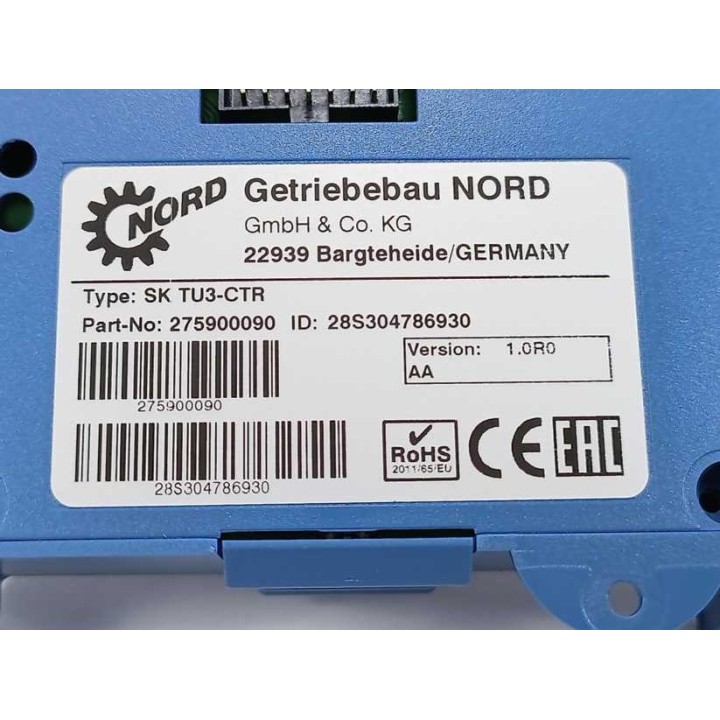 NORD
Getriebebau NORD
GmbH & Co. KG
22939 Bargteheide/GERMANY
Type: SK TU3-CTR
Part-No: 275900090 ID: 28S304786930
Version: 1.0R0
AA
275900090
28S304786930
RoHS
2011/65/EU
CE
EAC